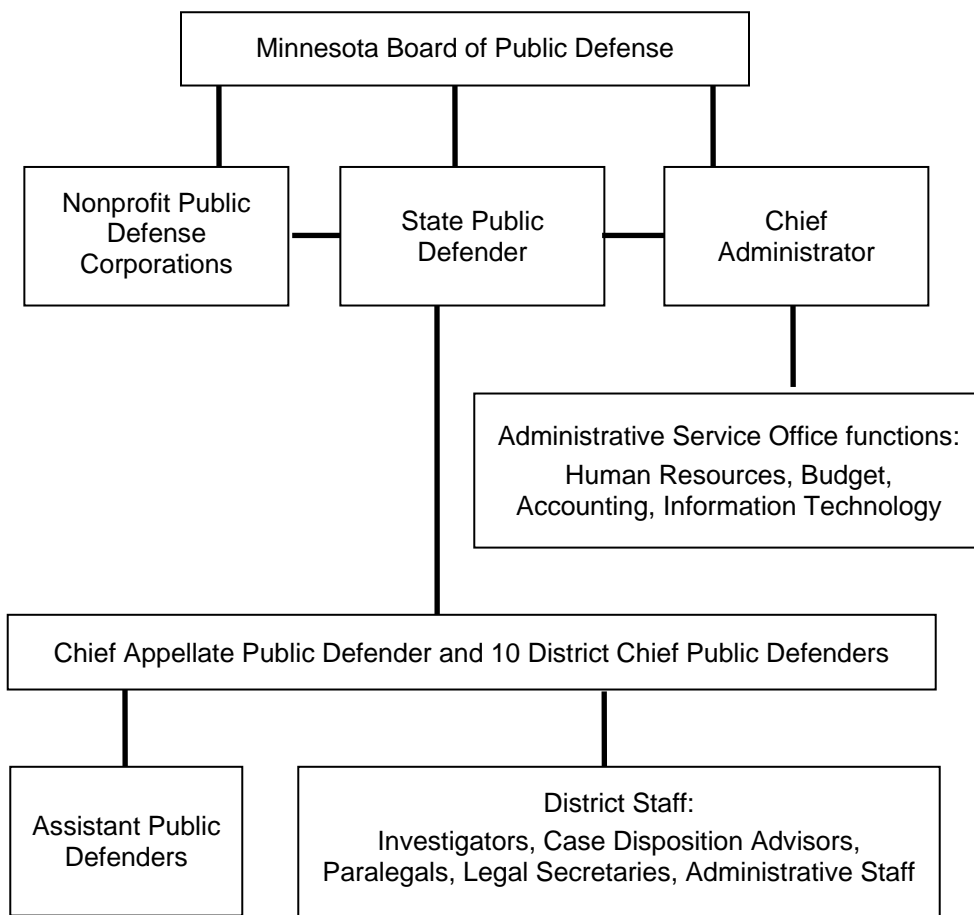 Minnesota Board of Public Defense
Nonprofit Public
Defense
Corporations
State Public
Defender
Chief
Administrator
Administrative Service Office functions:
Human Resources, Budget,
Accounting, Information Technology
Chief Appellate Public Defender and 10 District Chief Public Defenders
Assistant Public
Defenders
District Staff:
Investigators, Case Disposition Advisors,
Paralegals, Legal Secretaries, Administrative Staff